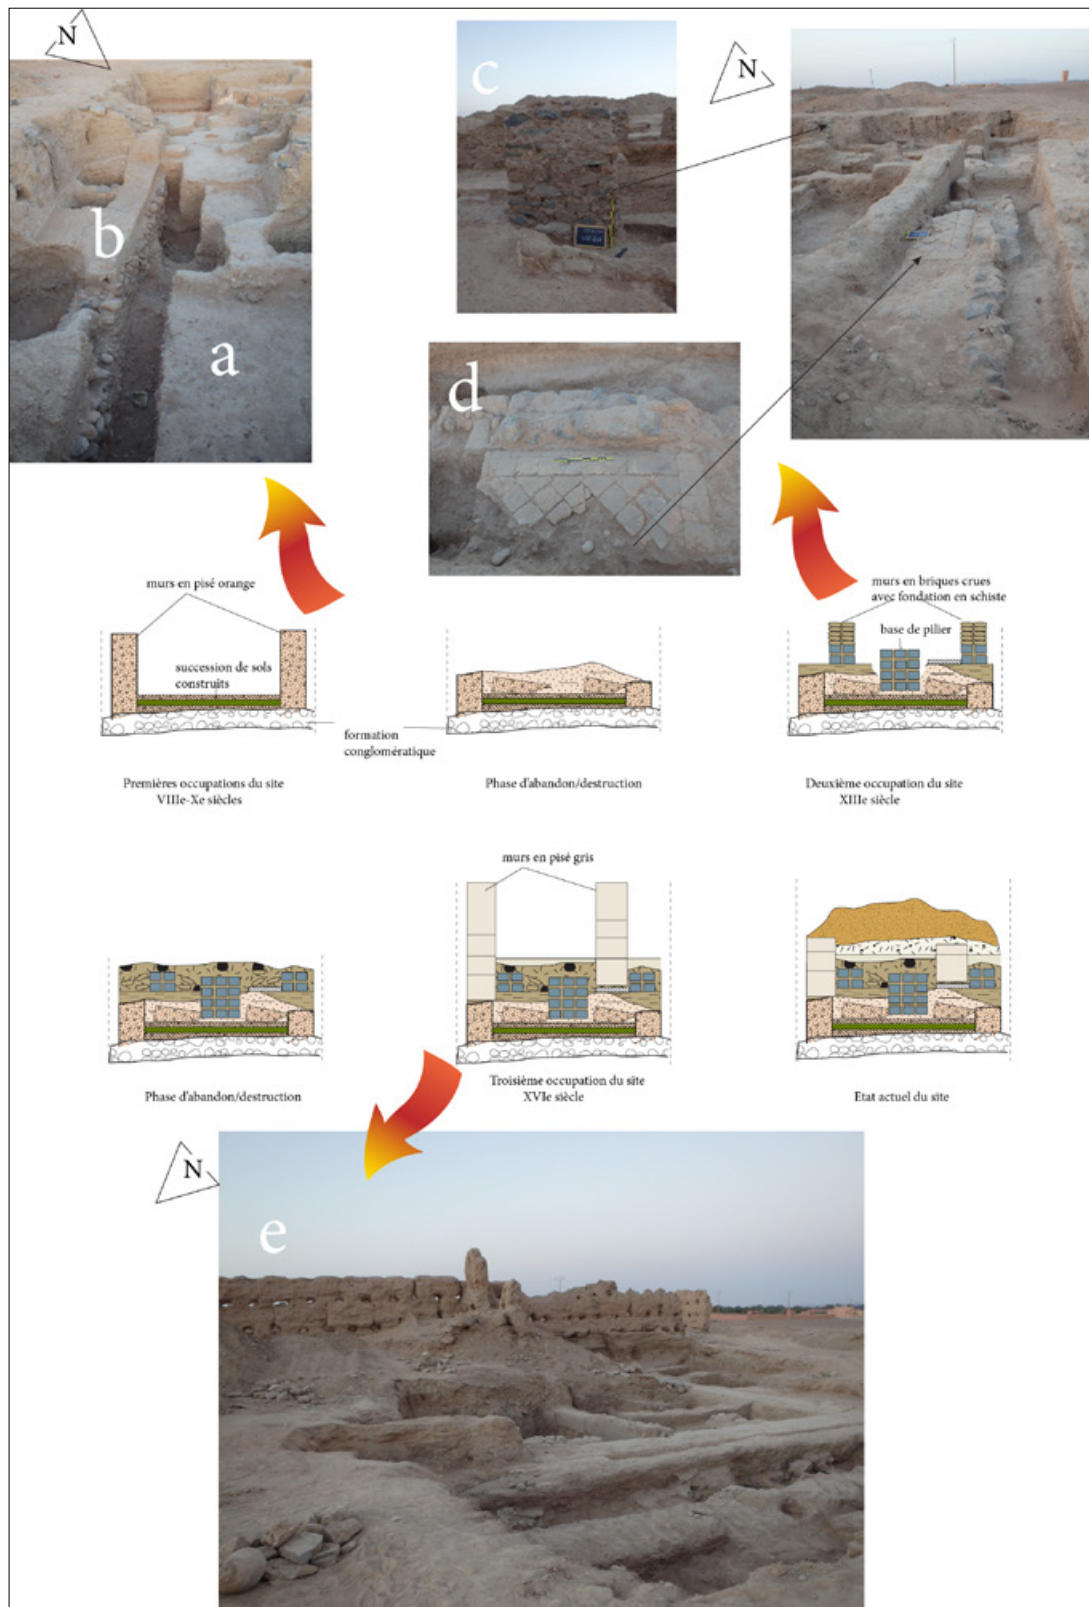 N
c
N
b
a
d
murs en pisé orange
succession de sols
construits
formation
conglomératique
murs en briques crues
avec fondation en schiste
base de pilier
Premières occupations du site
VIIIe-Xe siècles
Phase d'abandon/destruction
Deuxième occupation du site
XIIIe siècle
murs en pisé gris
Phase d'abandon/destruction
Troisième occupation du site
XVIe siècle
Etat actuel du site
N
e